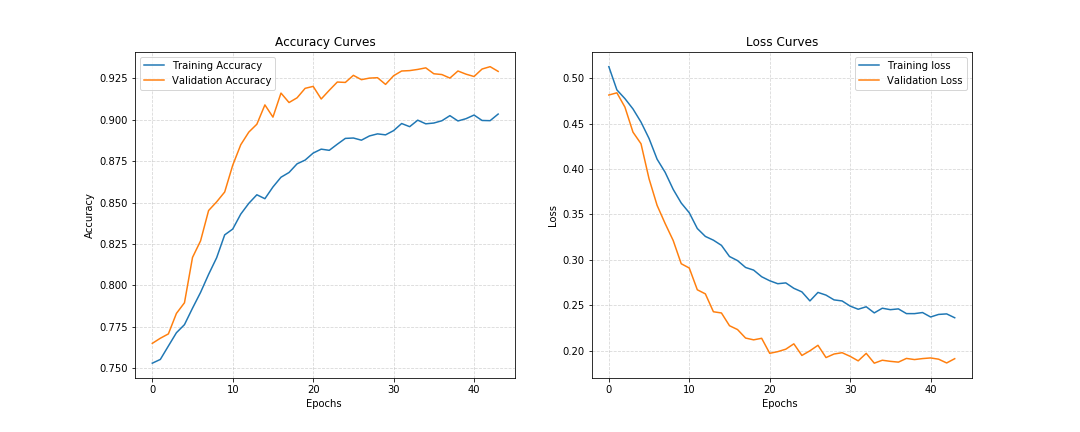 Accuracy Curves
Training Accuracy
Validation Accuracy
0.925
0.900
0.875
0.850
0.825
0.800
0.775
0.750
Accuracy
0 10 20 30 40
Epochs
Loss Curves
Training loss
Validation Loss
0.50
0.45
0.40
0.35
0.30
0.25
0.20
Loss
0 10 20 30 40
Epochs